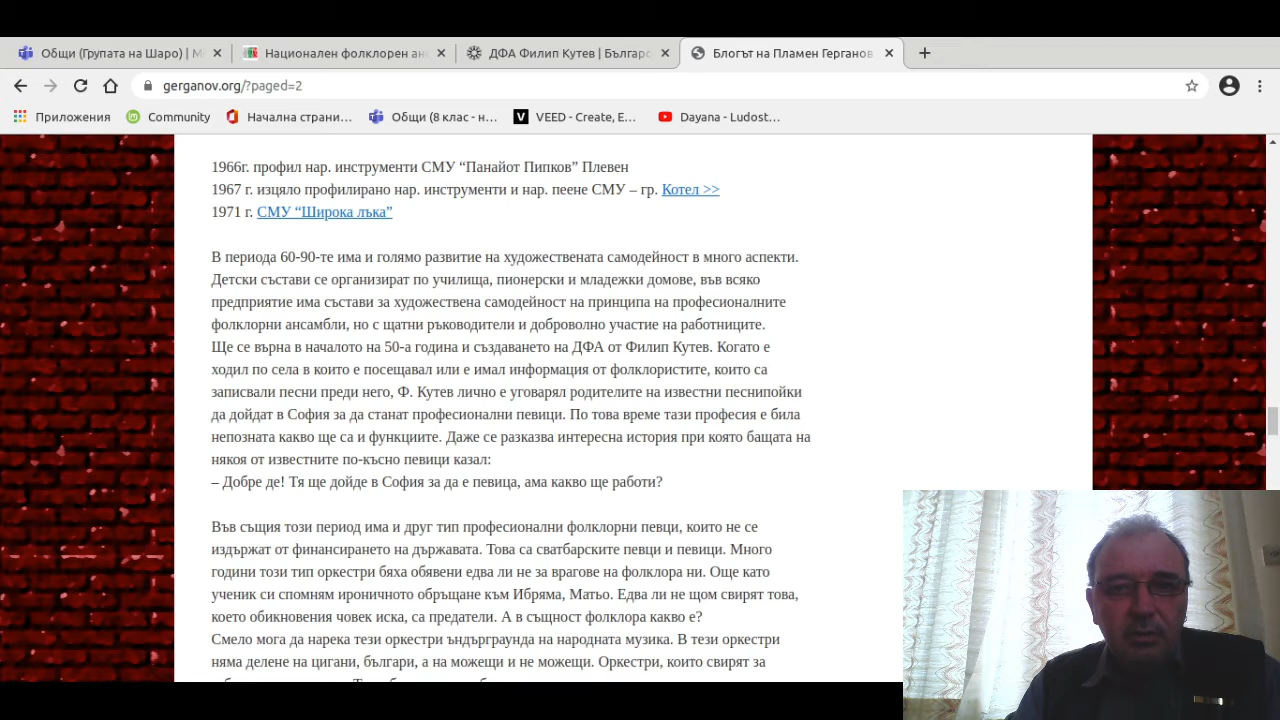 Общи (Групата на Шаро) | M
Национален фолклорен ан
ДФА Филип Кутев | Българс
Блогът на Пламен Герганов
gerganov.org/?paged=2
Приложения
Community
Начална страни...
Общи (8 клас - н...
VEED - Create, E...
Dayana - Ludost...
1966г. профил нар. инструменти СМУ “Панайот Пипков” Плевен
1967 г. изцяло профилирано нар. инструменти и нар. пеене СМУ – гр. Котел >>
1971 г. СМУ “Широка лъка”
В периода 60-90-те има и голямо развитие на художествената самодейност в много аспекти.
Детски състави се организират по училища, пионерски и младежки домове, във всяко
предприятие има състави за художествена самодейност на принципа на професионалните
фолклорни ансамбли, но с щатни ръководители и доброволно участие на работниците.
Ще се върна в началото на 50-а година и създаването на ДФА от Филип Кутев. Когато е
ходил по села в които е посещавал или е имал информация от фолклористите, които са
записвали песни преди него, Ф. Кутев лично е уговарял родителите на известни песнипойки
да дойдат в София за да станат професионални певици. По това време тази професия е била
непозната какво ще са и функциите. Даже се разказва интересна история при която бащата на
някоя от известните по-късно певици казал:
– Добре де! Тя ще дойде в София за да е певица, ама какво ще работи?
Във същия този период има и друг тип професионални фолклорни певци, които не се
издържат от финансирането на държавата. Това са сватбарските певци и певици. Много
години този тип оркестри бяха обявени едва ли не за врагове на фолклора ни. Още като
ученик си спомням ироничното обръщане към Ибряма, Матьо. Едва ли не щом свирят това,
което обикновения човек иска, са предатели. А в същност фолклора какво е?
Смело мога да нарека тези оркестри ъндърграунда на народната музика. В тези оркестри
няма делене на цигани, българи, а на можещи и не можещи. Оркестри, които свирят за